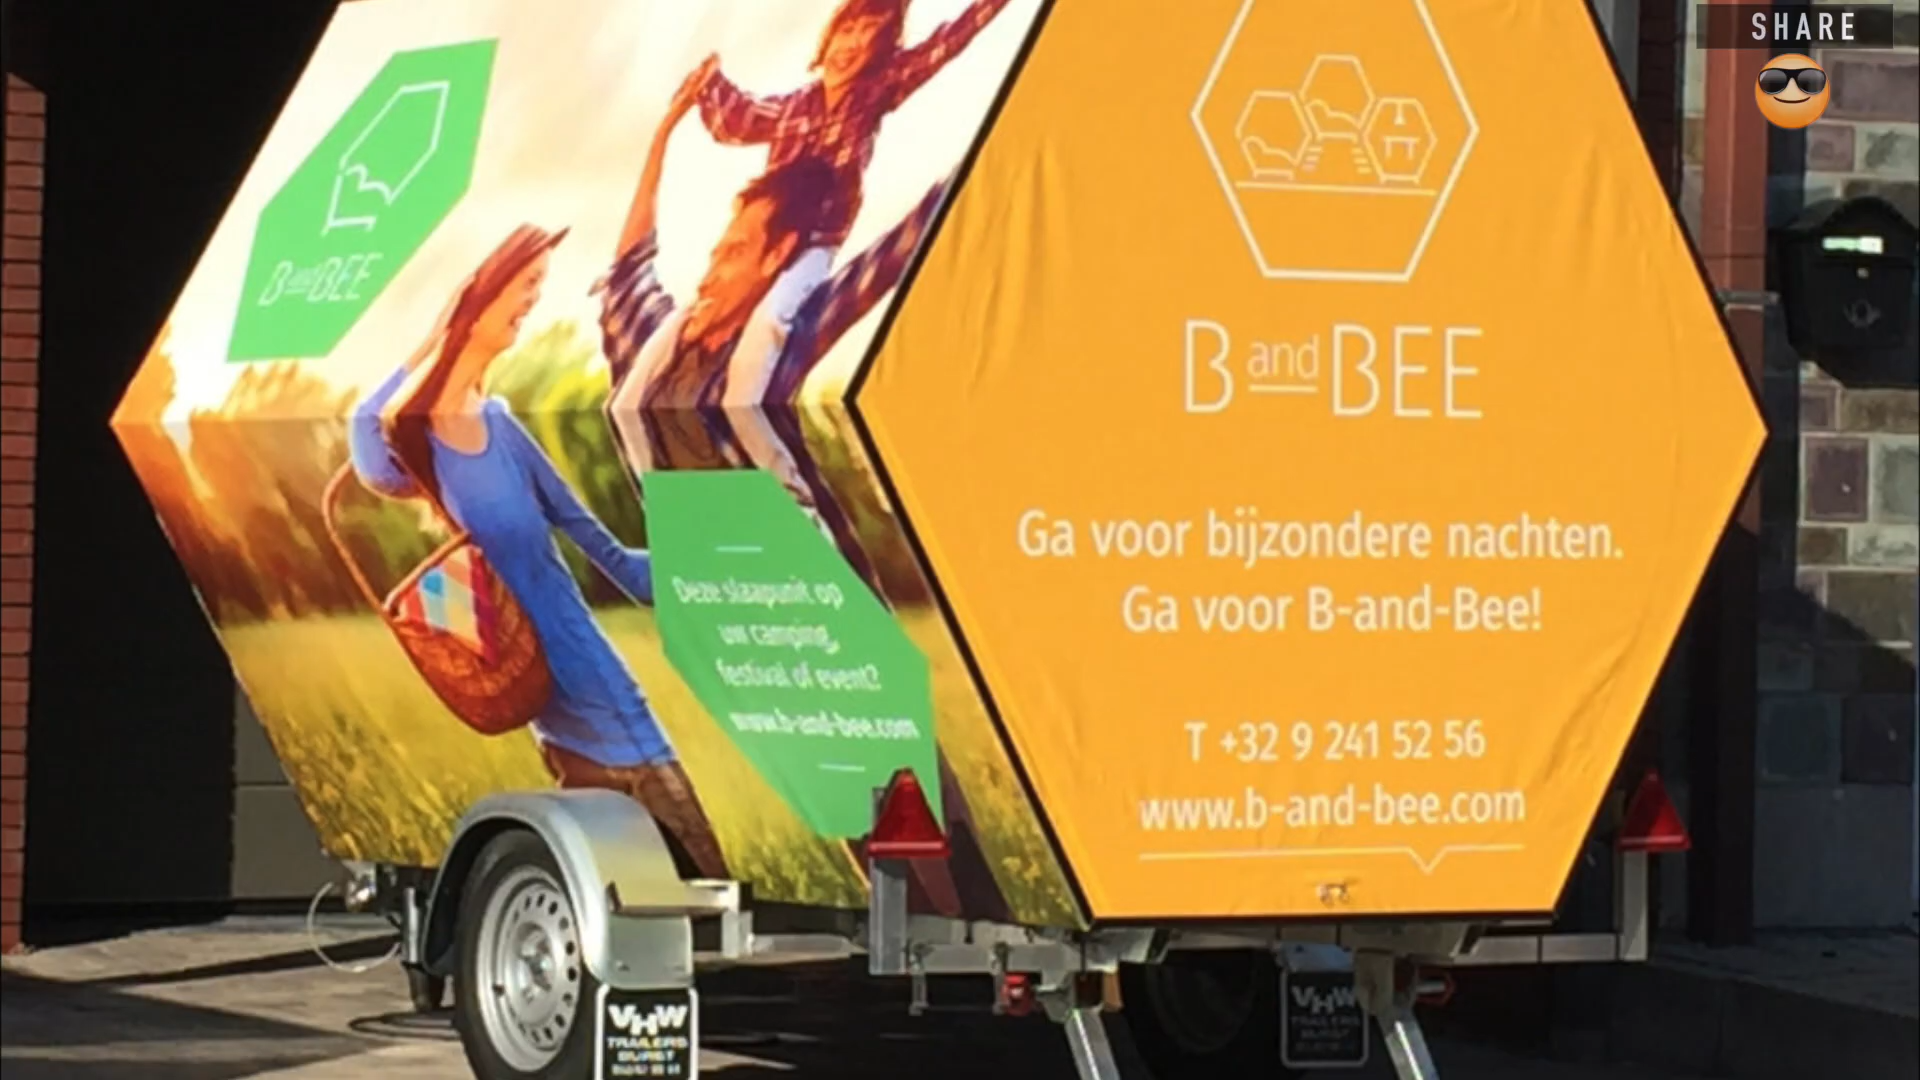 SHARE
B and BEE
B and BEE
Ga voor bijzondere nachten.
Ga voor B-and-Bee!
T +32 9 241 52 56
www.b-and-bee.com
Deze slaapunit op
uw camping,
festival of event?
www.b-and-bee.com
VHW
TRAILERS
VHW
TRAILERS